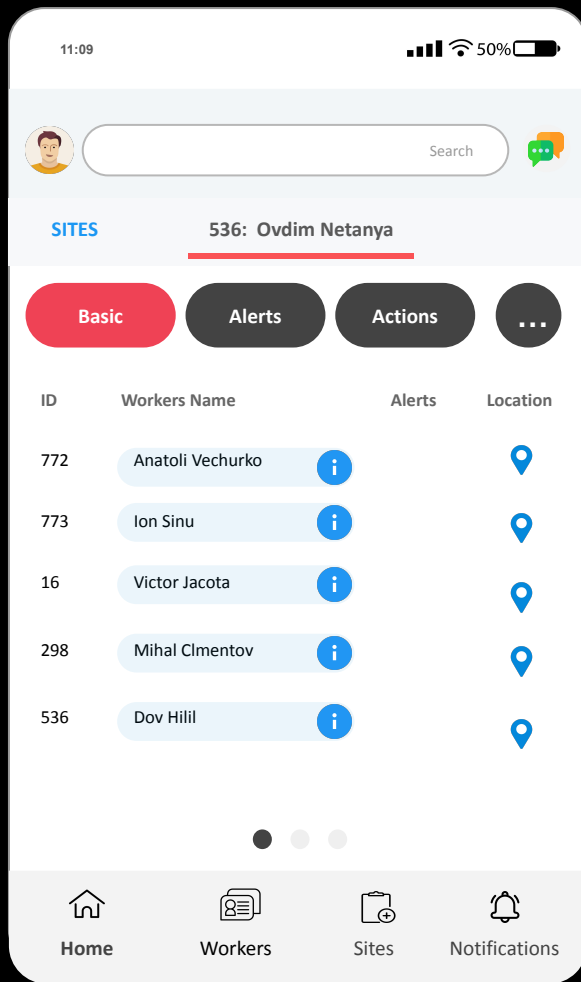 11:09 50%
Search
SITES 536: Ovdim Netanya
Basic Alerts Actions ...
ID Workers Name Alerts Location
772 Anatoli Vechurko i
773 Ion Sinu i
16 Victor Jacota i
298 Mihal Clmentov i
536 Dov Hilil i
Home Workers Sites Notifications